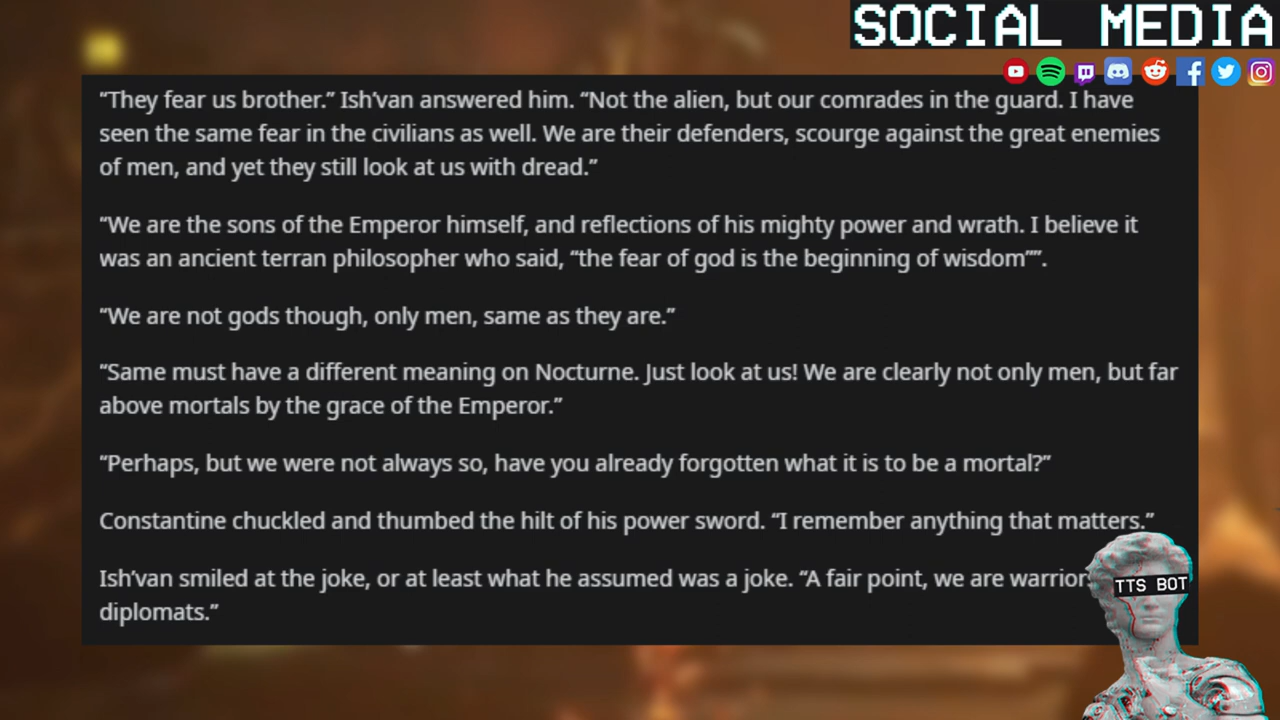 SOCIAL MEDIA
“They fear us brother.” Ish’van answered him. “Not the alien, but our comrades in the guard. I have
seen the same fear in the civilians as well. We are their defenders, scourge against the great enemies
of men, and yet they still look at us with dread.”
“We are the sons of the Emperor himself, and reflections of his mighty power and wrath. I believe it
was an ancient terran philosopher who said, “the fear of god is the beginning of wisdom””.
“We are not gods though, only men, same as they are.”
“Same must have a different meaning on Nocturne. Just look at us! We are clearly not only men, but far
above mortals by the grace of the Emperor.”
“Perhaps, but we were not always so, have you already forgotten what it is to be a mortal?”
Constantine chuckled and thumbed the hilt of his power sword. “I remember anything that matters.”
Ish’van smiled at the joke, or at least what he assumed was a joke. “A fair point, we are warrior
diplomats.”
TTS BOT